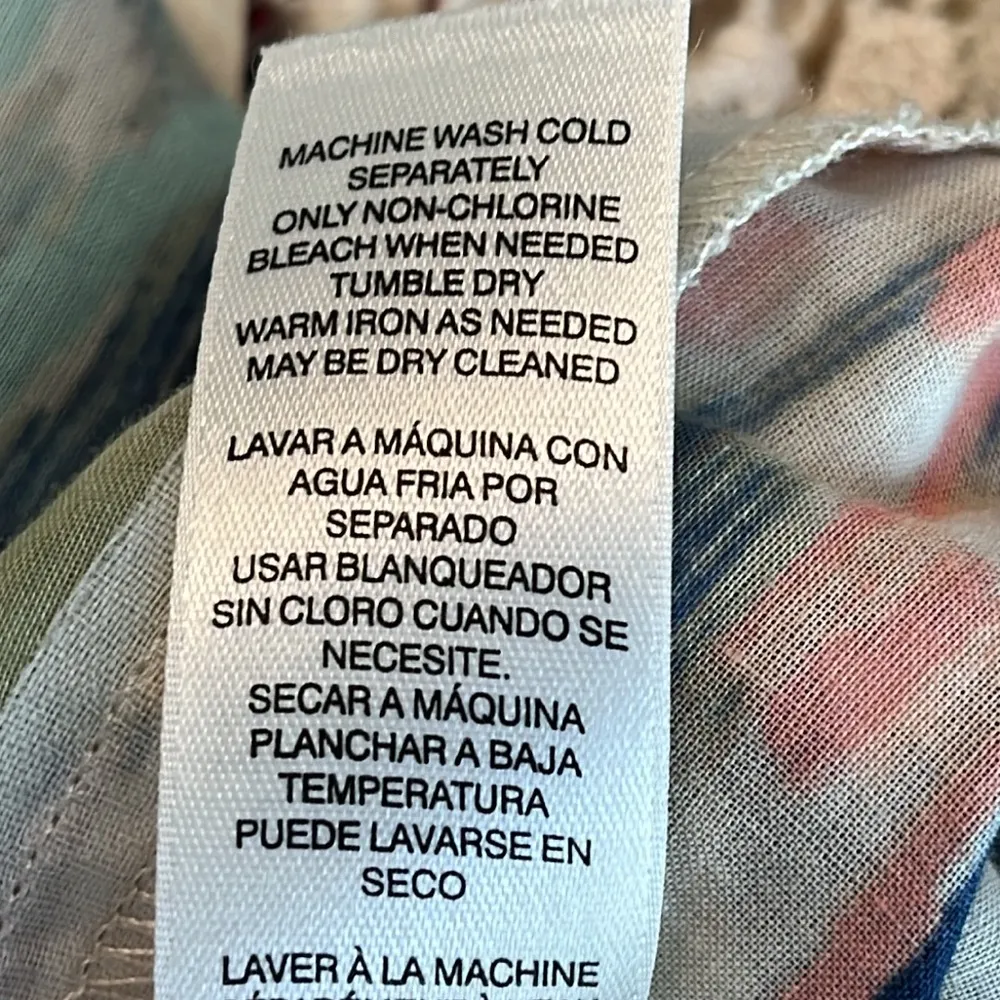 MACHINE WASH COLD
SEPARATELY
ONLY NON-CHLORINE
BLEACH WHEN NEEDED
TUMBLE DRY
WARM IRON AS NEEDED
MAY BE DRY CLEANED
LAVAR A MÁQUINA CON
AGUA FRIA POR
SEPARADO
USAR BLANQUEADOR
SIN CLORO CUANDO SE
NECESITE.
SECAR A MÁQUINA
PLANCHAR A BAJA
TEMPERATURA
PUEDE LAVARSE EN
SECO
LAVER À LA MACHINE